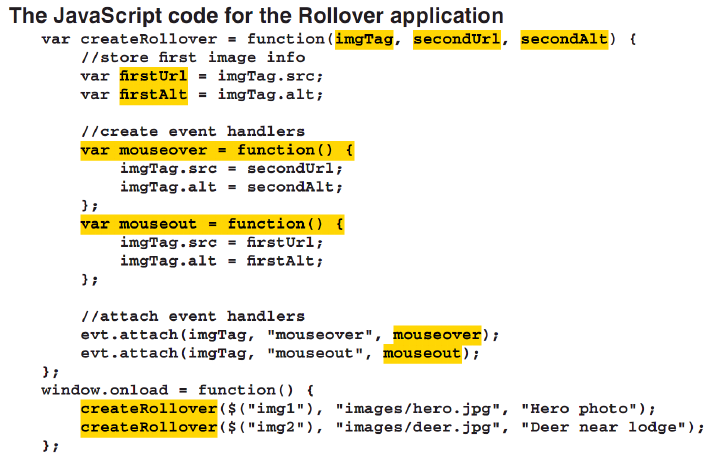 The JavaScript code for the Rollover application
var createRollover = function(imgTag, secondUrl, secondAlt) {
    //store first image info
    var firstUrl = imgTag.src;
    var firstAlt = imgTag.alt;

    //create event handlers
    var mouseover = function() {
        imgTag.src = secondUrl;
        imgTag.alt = secondAlt;
    };
    var mouseout = function() {
        imgTag.src = firstUrl;
        imgTag.alt = firstAlt;
    };

    //attach event handlers
    evt.attach(imgTag, "mouseover", mouseover);
    evt.attach(imgTag, "mouseout", mouseout);
};
window.onload = function() {
    createRollover($("img1"), "images/hero.jpg", "Hero photo");
    createRollover($("img2"), "images/deer.jpg", "Deer near lodge");
};